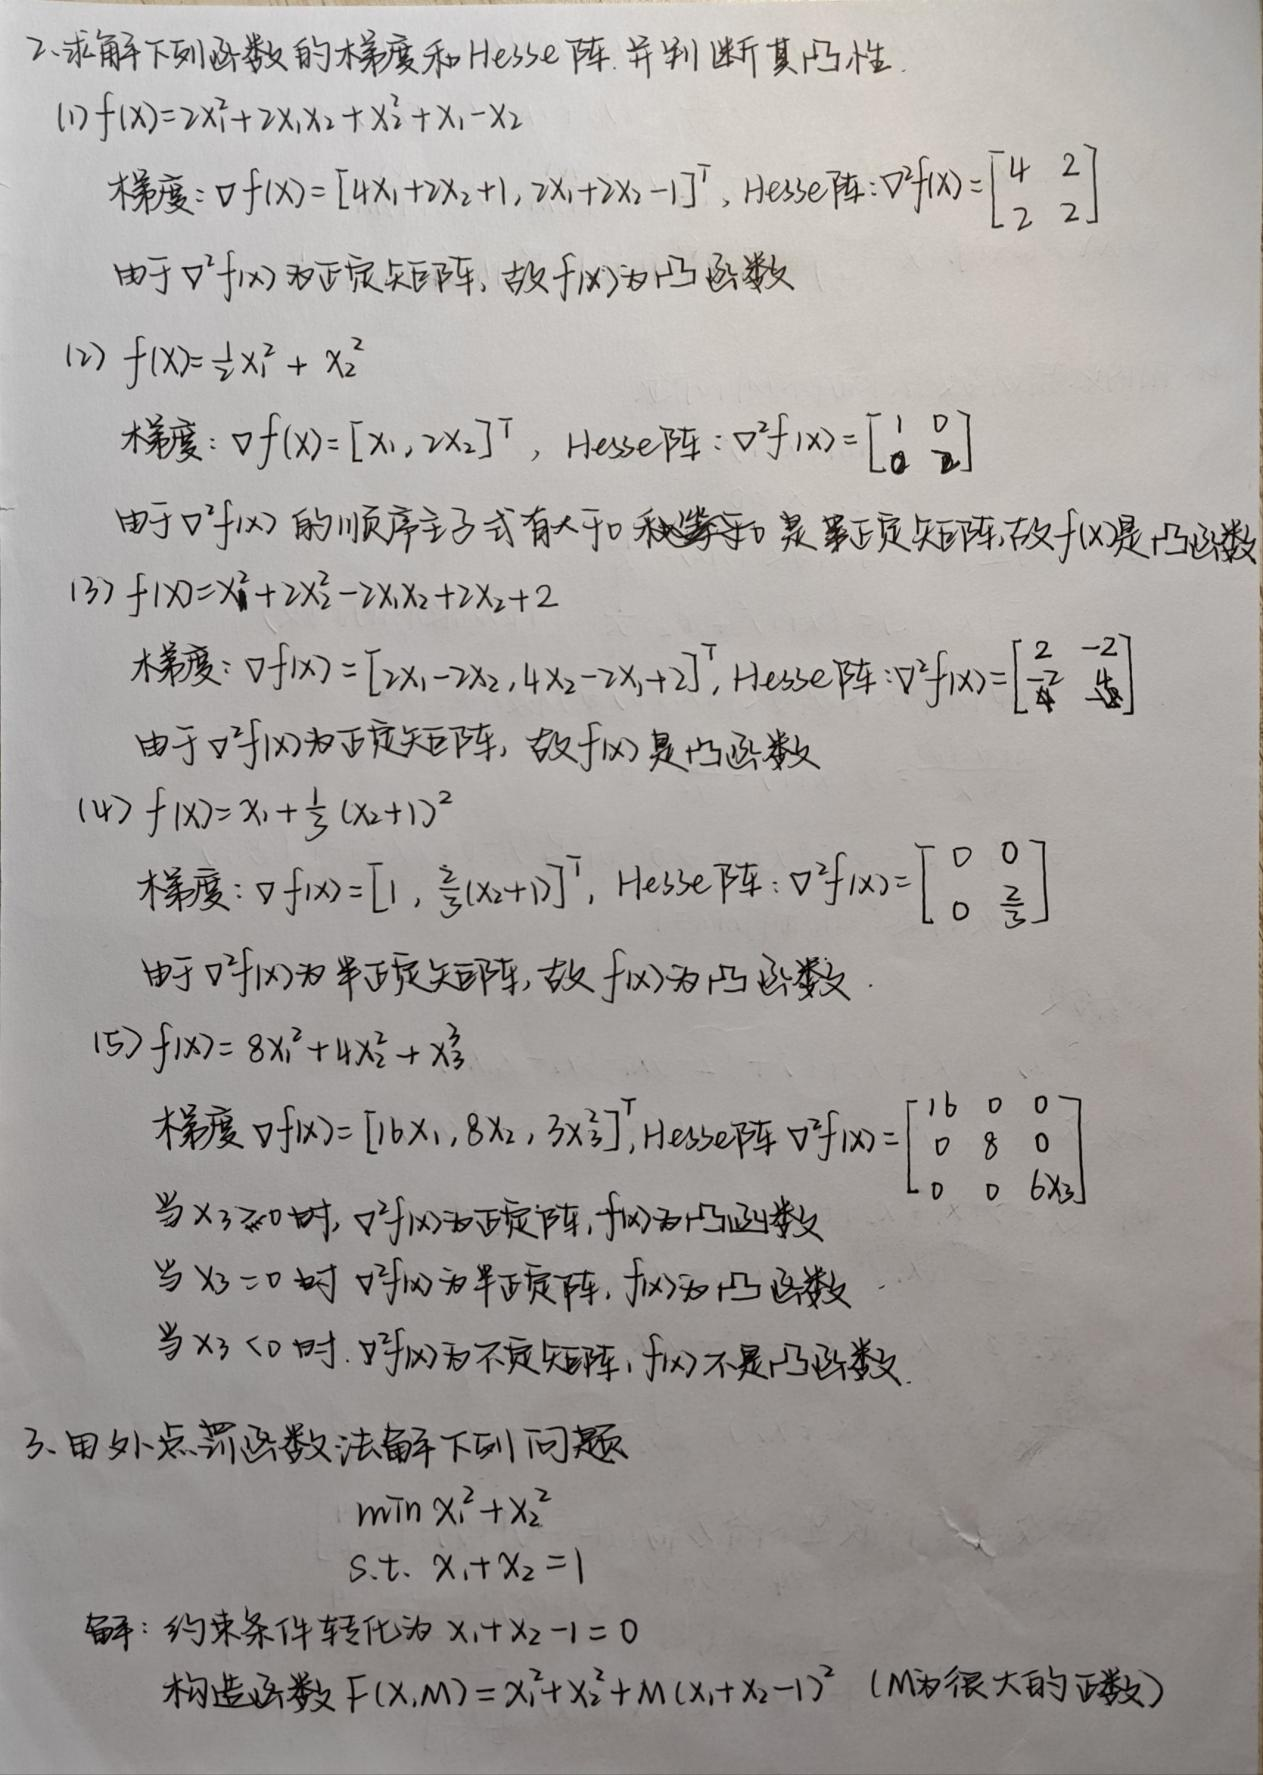 2、求解下列函数的梯度和Hesse阵.并判断其凸性.
(1) f(X)=2x₁²+2x₁x₂+x₂²+x₁-x₂
梯度:∇f(X)=[4x₁+2x₂+1, 2x₁+2x₂-1]ᵀ, Hesse阵:∇²f(X)=[4 2; 2 2]
由于∇²f(X)为正定矩阵,故f(X)为凸函数
(2) f(X)=½x₁² + x₂²
梯度:∇f(X)=[x₁, 2x₂]ᵀ, Hesse阵:∇²f(X)=[1 0; 0 2]
由于∇²f(X)的顺序主子式有大于0 是正定矩阵,故f(X)是凸函数
(3) f(X)=x₁²+2x₂²-2x₁x₂+2x₂+2
梯度:∇f(X)=[2x₁-2x₂, 4x₂-2x₁+2]ᵀ, Hesse阵:∇²f(X)=[2 -2; -2 4]
由于∇²f(X)为正定矩阵,故f(X)是凸函数
(4) f(X)=x₁+⅓(x₂+1)²
梯度:∇f(X)=[1, ⅔(x₂+1)]ᵀ, Hesse阵:∇²f(X)=[0 0; 0 ⅔]
由于∇²f(X)为半正定矩阵,故f(X)为凸函数.
(5) f(X)=8x₁²+4x₂²+x₃³
梯度∇f(X)=[16x₁, 8x₂, 3x₃²]ᵀ, Hesse阵∇²f(X)=[16 0 0; 0 8 0; 0 0 6x₃]
当x₃>0时,∇²f(X)为正定阵,f(X)为凸函数
当x₃=0时∇²f(X)为半正定阵,f(X)为凸函数.
当x₃<0时.∇²f(X)为不定矩阵,f(X)不是凸函数.
3、用外点罚函数法解下列问题
min x₁²+x₂²
s.t. x₁+x₂=1
解:约束条件转化为 x₁+x₂-1=0
构造函数F(X,M)=x₁²+x₂²+M(x₁+x₂-1)² (M为很大的正数)